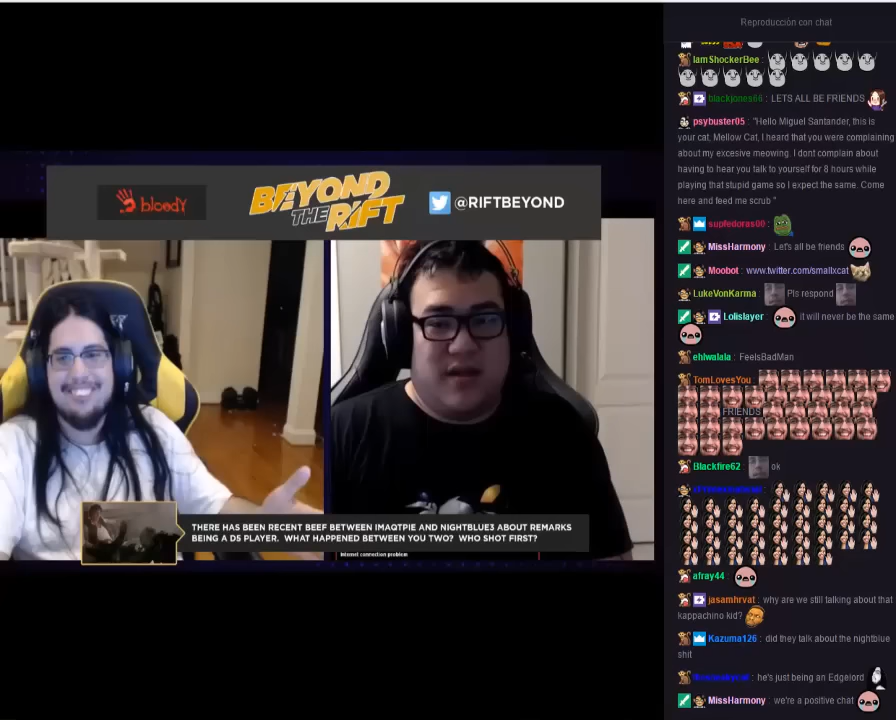 Reproducción con chat
IamShockerBee :
blackjones66 : LETS ALL BE FRIENDS
psybuster05 : "Hello Miguel Santander, this is
your cat, Mellow Cat, I heard that you were complaining
about my excesive meowing. I dont complain about
having to hear you talk to yourself for 8 hours while
playing that stupid game so I expect the same. Come
here and feed me scrub "
supfedoras00 :
MissHarmony : Let's all be friends
Moobot : www.twitter.com/smallxcat
LukeVonKarma : Pls respond
Lolislayer : it will never be the same
ehlwalala : FeelsBadMan
TomLovesYou :
FRIENDS
Blackfire62 : ok
afray44 :
jasamhrvat : why are we still talking about that
kappachino kid?
Kazuma126 : did they talk about the nightblue
shit
: he's just being an Edgelord
MissHarmony : we're a positive chat
bloody
BEYOND
THE RIFT
@RIFTBEYOND
THERE HAS BEEN RECENT BEEF BETWEEN IMAQTPIE AND NIGHTBLUE3 ABOUT REMARKS
BEING A D5 PLAYER. WHAT HAPPENED BETWEEN YOU TWO? WHO SHOT FIRST?
Internet connection problem